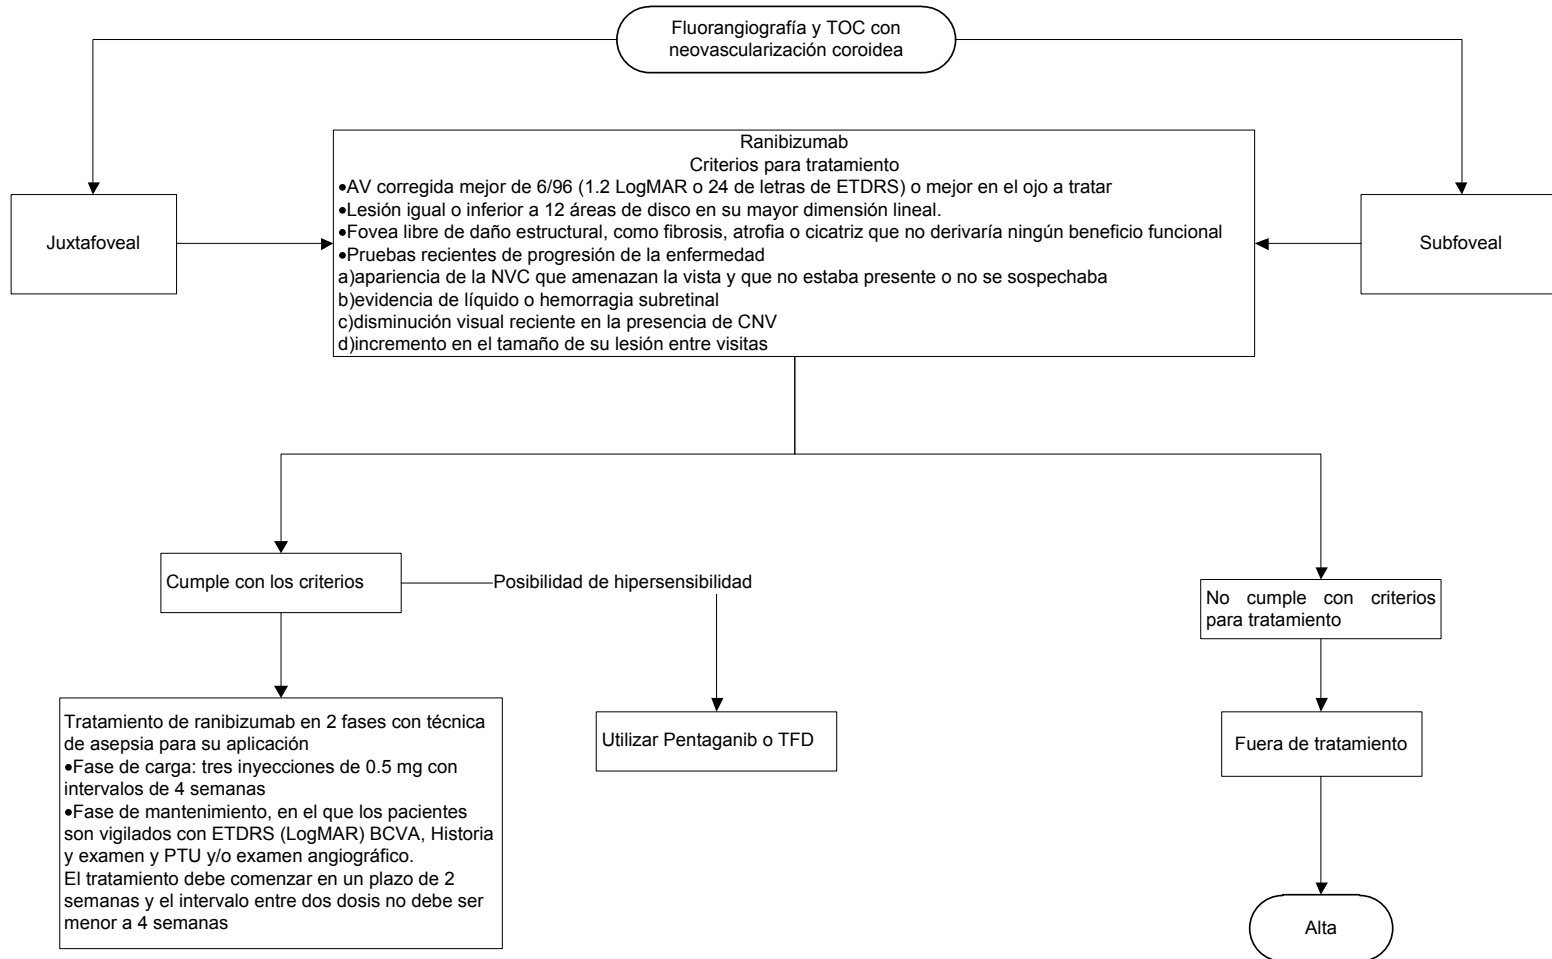 Fluorangiografía y TOC con
neovascularización coroidea
Ranibizumab
Criterios para tratamiento
•AV corregida mejor de 6/96 (1.2 LogMAR o 24 de letras de ETDRS) o mejor en el ojo a tratar
•Lesión igual o inferior a 12 áreas de disco en su mayor dimensión lineal.
•Fovea libre de daño estructural, como fibrosis, atrofia o cicatriz que no derivaría ningún beneficio funcional
•Pruebas recientes de progresión de la enfermedad
a)apariencia de la NVC que amenazan la vista y que no estaba presente o no se sospechaba
b)evidencia de líquido o hemorragia subretinal
c)disminución visual reciente en la presencia de CNV
d)incremento en el tamaño de su lesión entre visitas
Juxtafoveal
Subfoveal
Cumple con los criterios
Posibilidad de hipersensibilidad
No cumple con criterios
para tratamiento
Tratamiento de ranibizumab en 2 fases con técnica
de asepsia para su aplicación
•Fase de carga: tres inyecciones de 0.5 mg con
intervalos de 4 semanas
•Fase de mantenimiento, en el que los pacientes
son vigilados con ETDRS (LogMAR) BCVA, Historia
y examen y PTU y/o examen angiográfico.
El tratamiento debe comenzar en un plazo de 2
semanas y el intervalo entre dos dosis no debe ser
menor a 4 semanas
Utilizar Pentaganib o TFD
Fuera de tratamiento
Alta